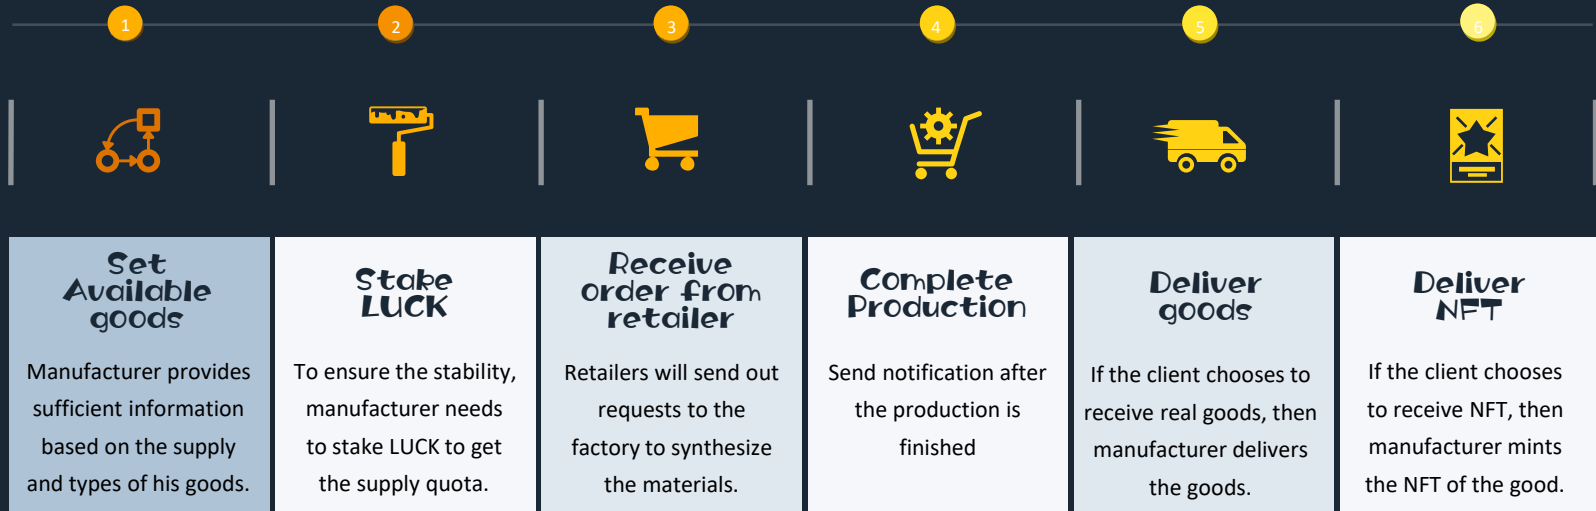 1
2
3
4
5
6
Set
Available
goods
Manufacturer provides
sufficient information
based on the supply
and types of his goods.
Stake
LUCK
To ensure the stability,
manufacturer needs
to stake LUCK to get
the supply quota.
Receive
order from
retailer
Retailers will send out
requests to the
factory to synthesize
the materials.
Complete
Production
Send notification after
the production is
finished
Deliver
goods
If the client chooses to
receive real goods, then
manufacturer delivers
the goods.
Deliver
NFT
If the client chooses
to receive NFT, then
manufacturer mints
the NFT of the good.